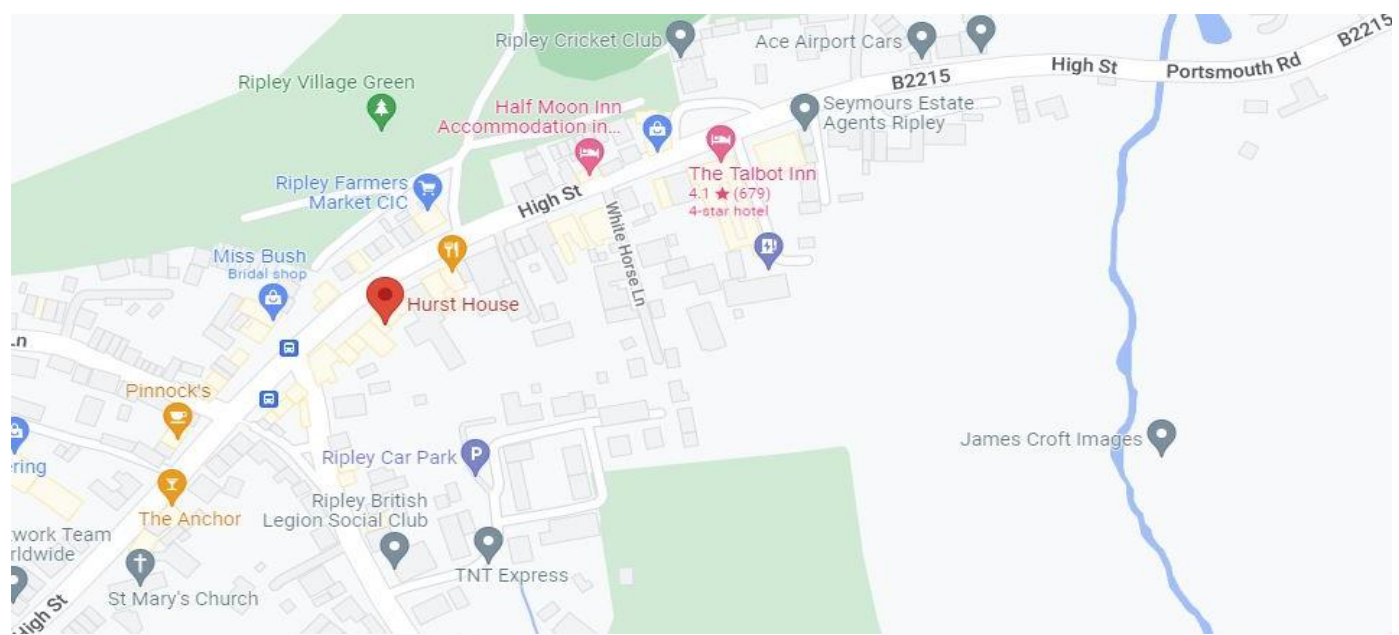 Ripley Cricket Club
Ace Airport Cars
B2215
High St
Portsmouth Rd
B2215
Ripley Village Green
Half Moon Inn
Accommodation in...
Seymours Estate
Agents Ripley
The Talbot Inn
4.1 ★ (679)
4-star hotel
Ripley Farmers
Market CIC
High St
White Horse Ln
Miss Bush
Bridal shop
Hurst House
Ln
Pinnock's
James Croft Images
ering
Ripley Car Park
P
The Anchor
Ripley British
Legion Social Club
work Team
rldwide
TNT Express
St Mary's Church
High St